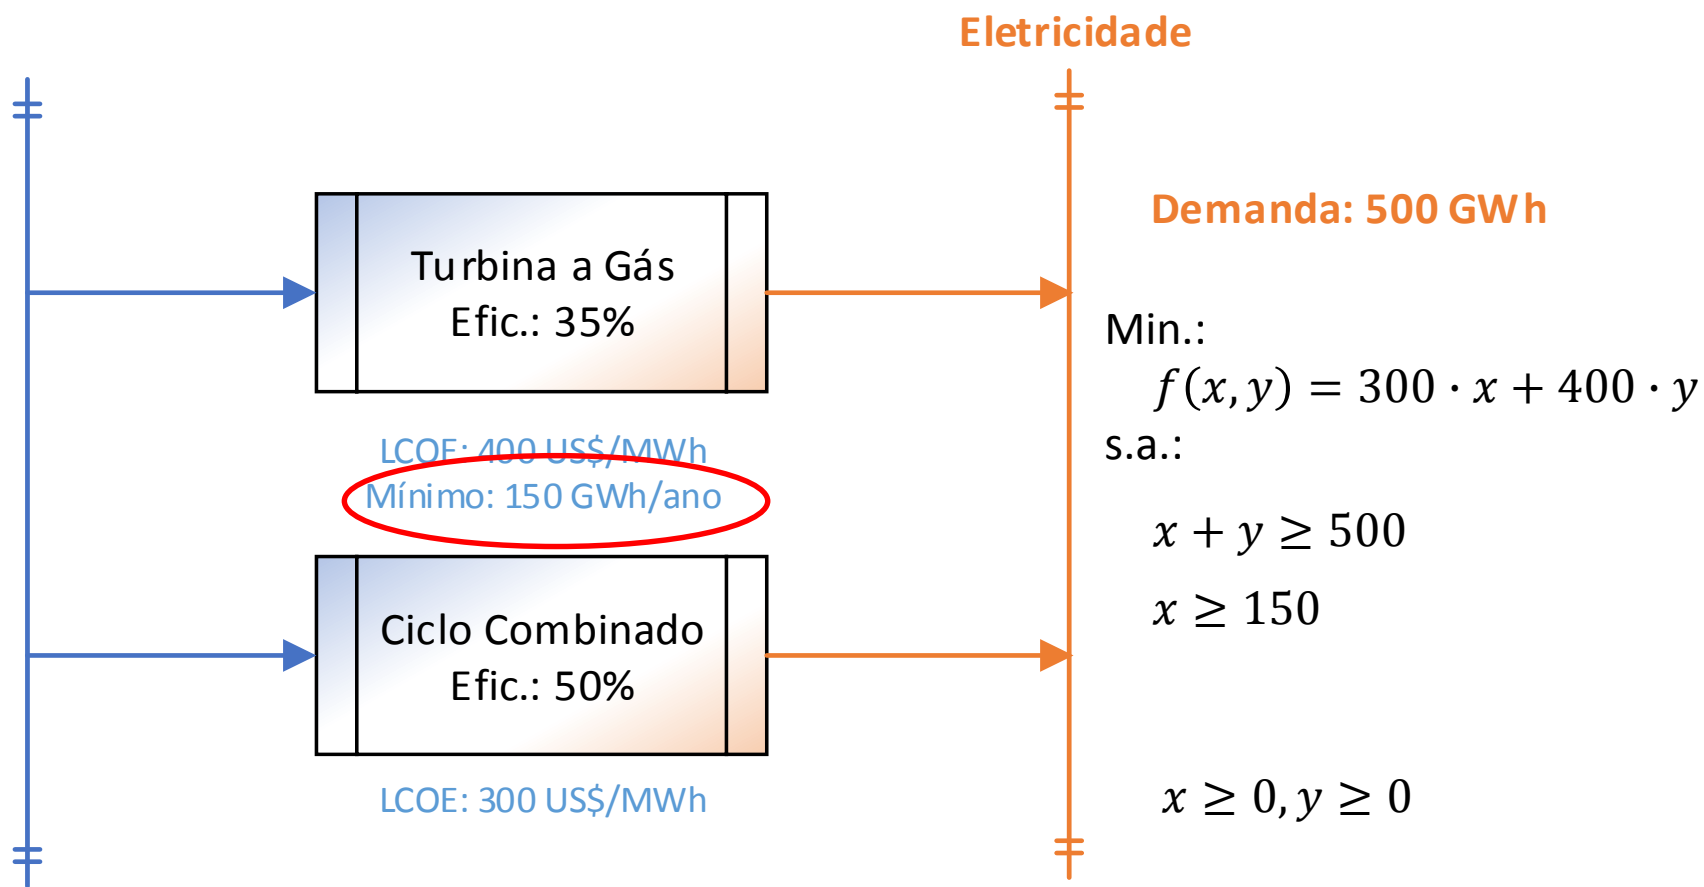 Eletricidade
Turbina a Gás
Efic.: 35%
LCOE: 400 US$/MWh
Mínimo: 150 GWh/ano
Ciclo Combinado
Efic.: 50%
LCOE: 300 US$/MWh
Demanda: 500 GWh
Min.:
f(x, y) = 300 · x + 400 · y
s.a.:
x + y ≥ 500
x ≥ 150
x ≥ 0, y ≥ 0